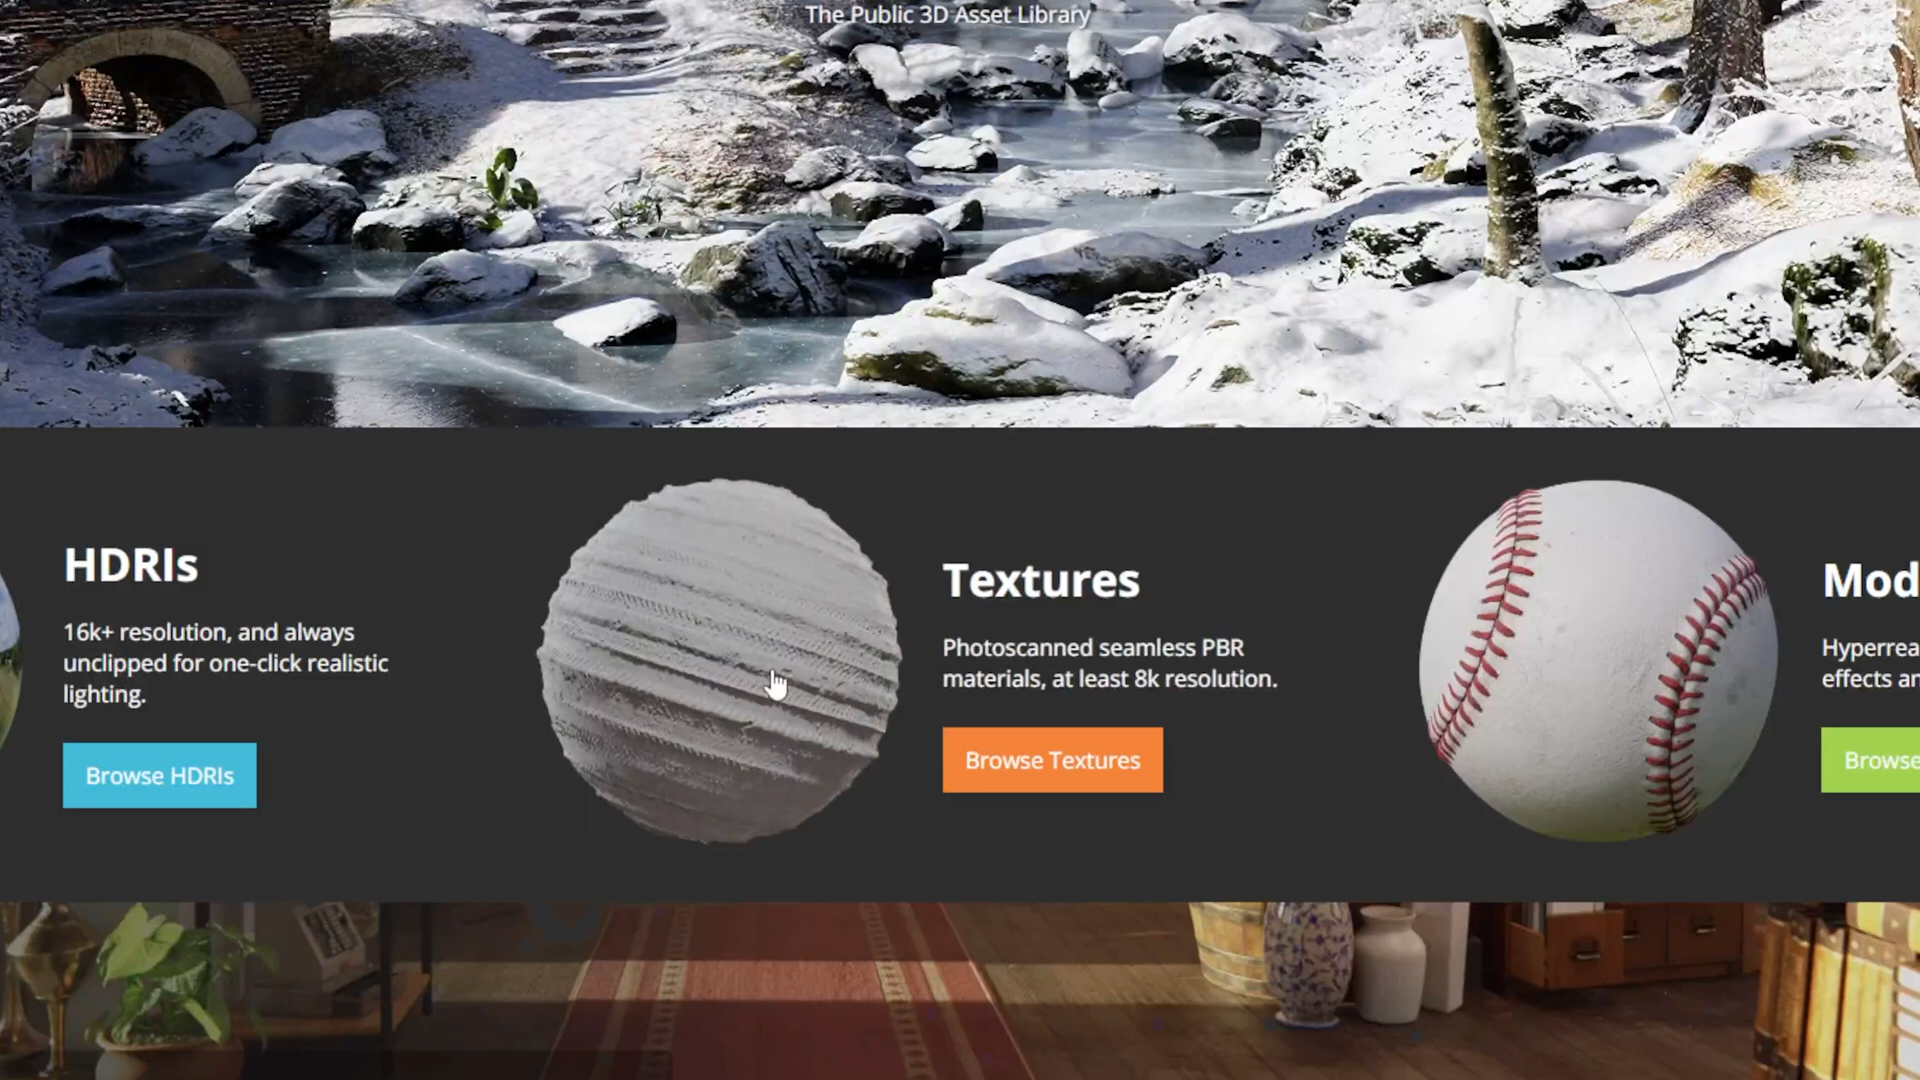 The Public 3D Asset Library
HDRIs
16k+ resolution, and always
unclipped for one-click realistic
lighting.
Browse HDRIs
Textures
Photoscanned seamless PBR
materials, at least 8k resolution.
Browse Textures
Mod
Hyperrea
effects an
Browse